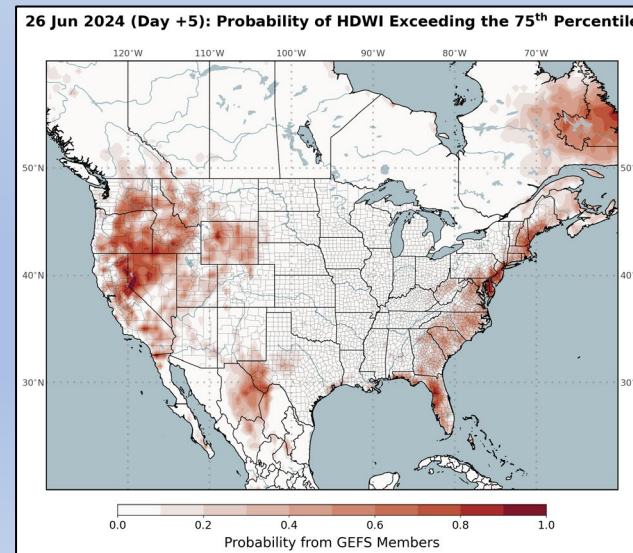 26 Jun 2024 (Day +5): Probability of HDWI Exceeding the 75th Percentile
120°W 110°W 100°W 90°W 80°W 70°W
50°N 50°
40°N 40°
30°N 30°
0.0 0.2 0.4 0.6 0.8 1.0
Probability from GEFS Members